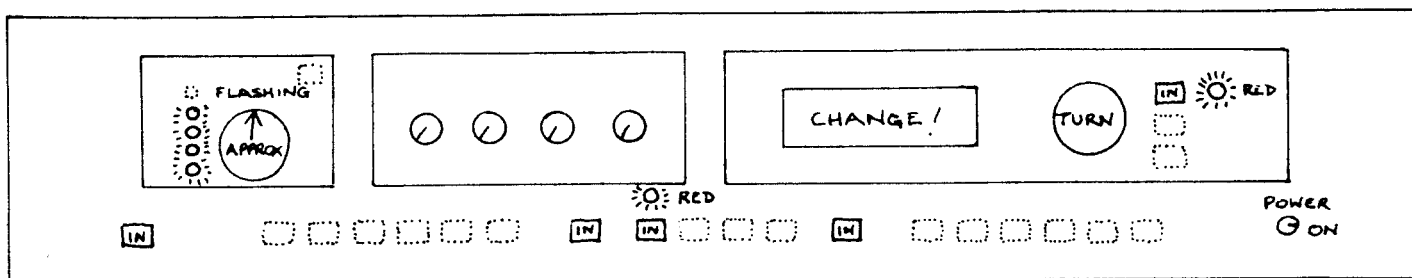 FLASHING
APPROX
CHANGE!
TURN
IN
RED
RED
IN
IN
IN
IN
POWER
ON